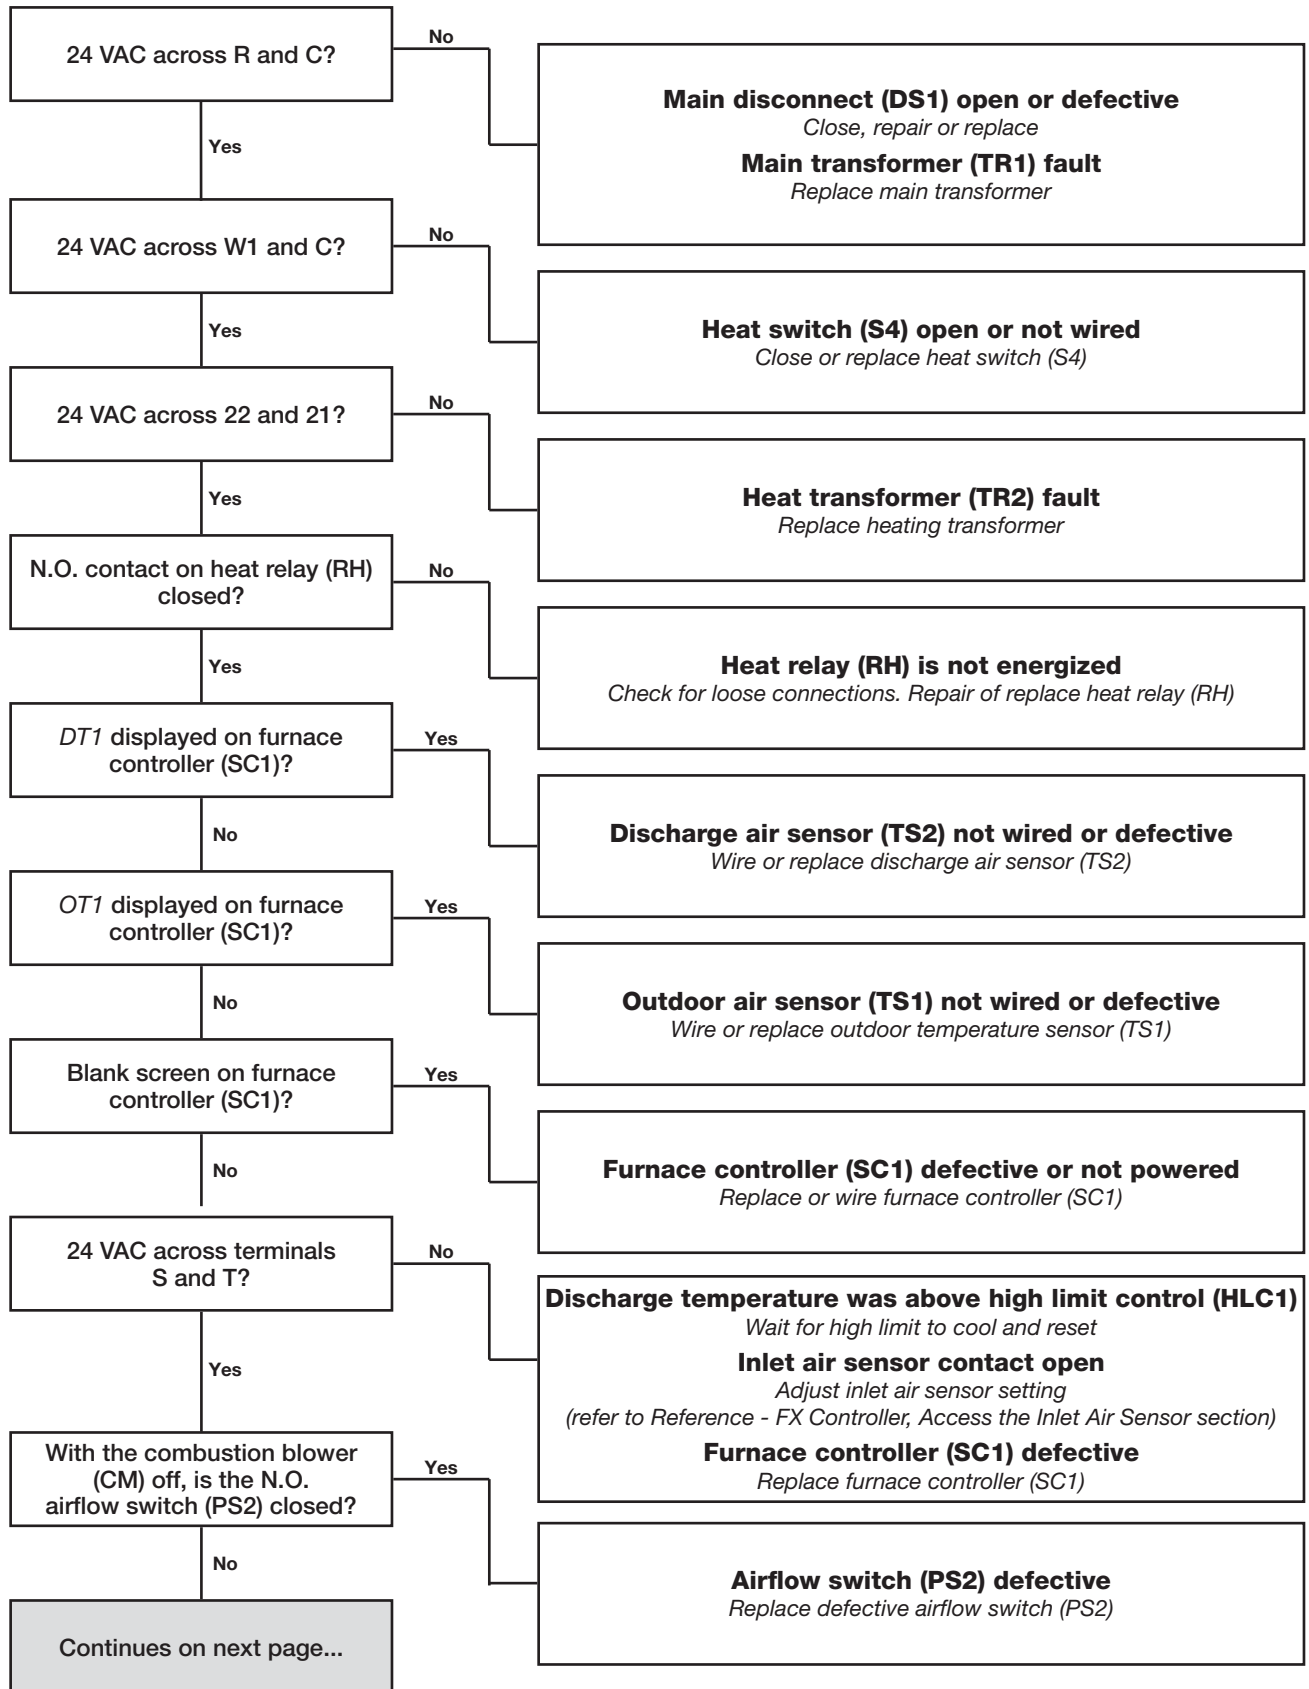 24 VAC across R and C?
No
Main disconnect (DS1) open or defective
Close, repair or replace
Main transformer (TR1) fault
Replace main transformer
Yes
24 VAC across W1 and C?
No
Heat switch (S4) open or not wired
Close or replace heat switch (S4)
Yes
24 VAC across 22 and 21?
No
Heat transformer (TR2) fault
Replace heating transformer
Yes
N.O. contact on heat relay (RH)
closed?
No
Heat relay (RH) is not energized
Check for loose connections. Repair of replace heat relay (RH)
Yes
DT1 displayed on furnace
controller (SC1)?
Yes
Discharge air sensor (TS2) not wired or defective
Wire or replace discharge air sensor (TS2)
No
OT1 displayed on furnace
controller (SC1)?
Yes
Outdoor air sensor (TS1) not wired or defective
Wire or replace outdoor temperature sensor (TS1)
No
Blank screen on furnace
controller (SC1)?
Yes
Furnace controller (SC1) defective or not powered
Replace or wire furnace controller (SC1)
No
24 VAC across terminals
S and T?
No
Discharge temperature was above high limit control (HLC1)
Wait for high limit to cool and reset
Inlet air sensor contact open
Adjust inlet air sensor setting
(refer to Reference - FX Controller, Access the Inlet Air Sensor section)
Furnace controller (SC1) defective
Replace furnace controller (SC1)
Yes
With the combustion blower
(CM) off, is the N.O.
airflow switch (PS2) closed?
Yes
Airflow switch (PS2) defective
Replace defective airflow switch (PS2)
No
Continues on next page...